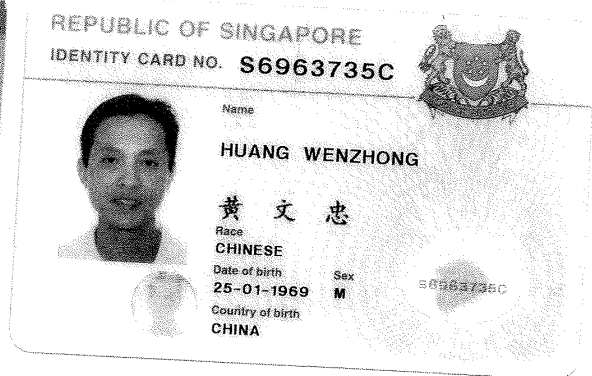 REPUBLIC OF SINGAPORE
IDENTITY CARD NO. S6963735C
Name
HUANG WENZHONG
黄文忠
Race
CHINESE
Date of birth Sex
25-01-1969 M
S6963735C
Country of birth
CHINA